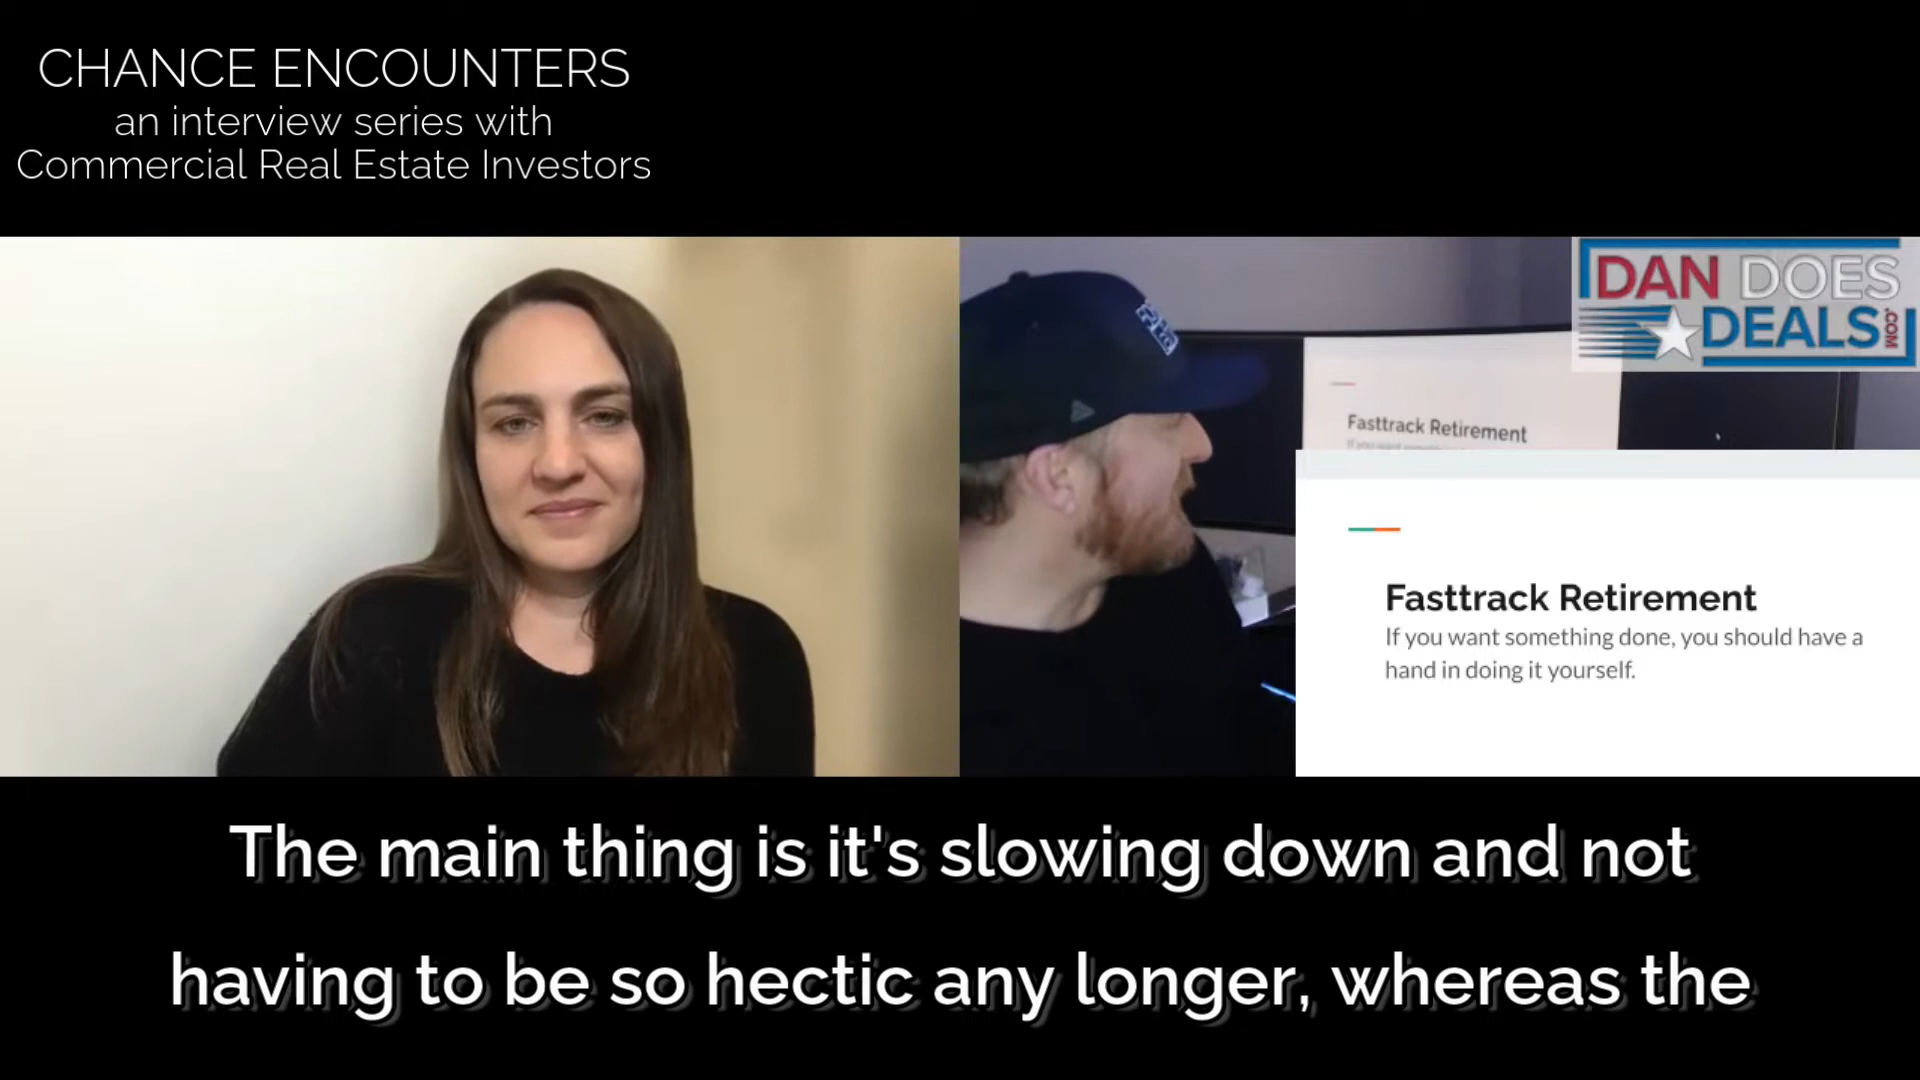 CHANCE ENCOUNTERS
an interview series with
Commercial Real Estate Investors
DAN DOES
DEALS.COM
Fasttrack Retirement
Fasttrack Retirement
If you want something done, you should have a
hand in doing it yourself.
The main thing is it's slowing down and not
having to be so hectic any longer, whereas the